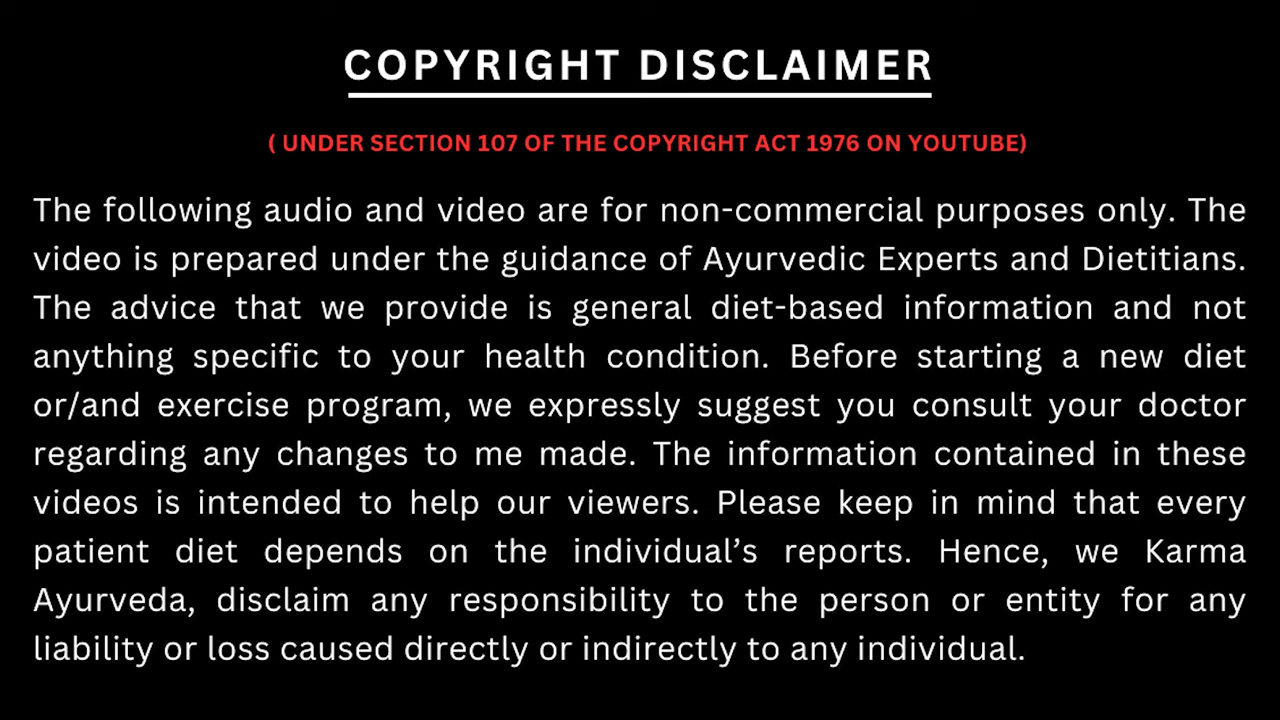 COPYRIGHT DISCLAIMER
( UNDER SECTION 107 OF THE COPYRIGHT ACT 1976 ON YOUTUBE)
The following audio and video are for non-commercial purposes only. The
video is prepared under the guidance of Ayurvedic Experts and Dietitians.
The advice that we provide is general diet-based information and not
anything specific to your health condition. Before starting a new diet
or/and exercise program, we expressly suggest you consult your doctor
regarding any changes to me made. The information contained in these
videos is intended to help our viewers. Please keep in mind that every
patient diet depends on the individual’s reports. Hence, we Karma
Ayurveda, disclaim any responsibility to the person or entity for any
liability or loss caused directly or indirectly to any individual.